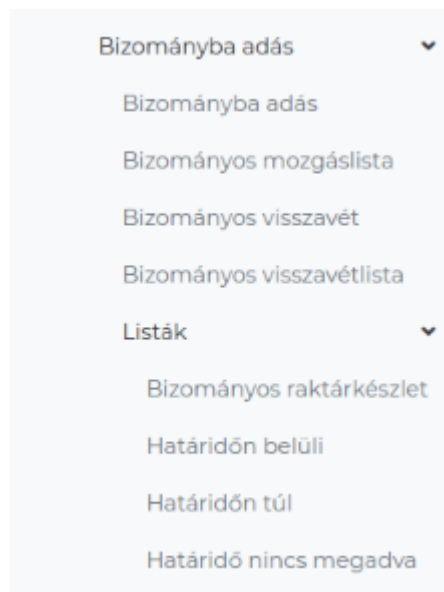 Bizományba adás
Bizományba adás
Bizományos mozgáslista
Bizományos visszavét
Bizományos visszavétlista
Listák
Bizományos raktárkészlet
Határidőn belüli
Határidőn túl
Határidő nincs megadva